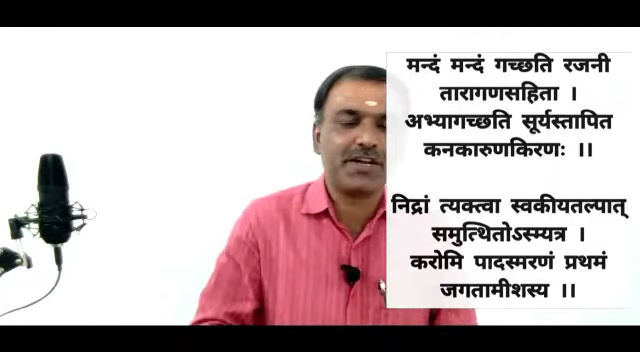 मन्दं मन्दं गच्छति रजनी
तारागणसहिता ।
अभ्यागच्छति सूर्यस्तापित
कनकारुणकिरणः ।।
निद्रां त्यक्त्वा स्वकीयतल्पात्
समुत्थितोऽस्म्यत्र ।
करोमि पादस्मरणं प्रथमं
जगतामीशस्य ।।